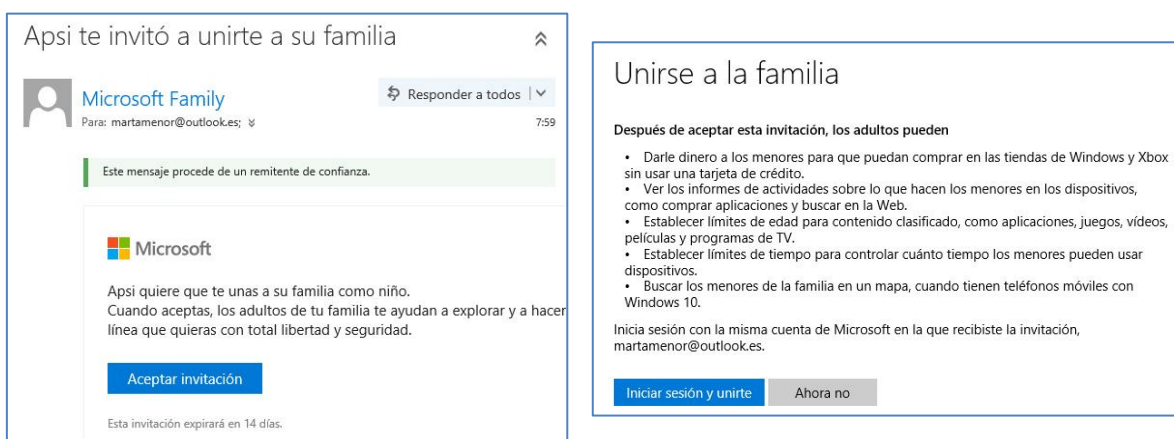 Apsi te invitó a unirte a su familia
Microsoft Family
Responder a todos
Para: martamenor@outlook.es;
7:59
Este mensaje procede de un remitente de confianza.
Microsoft
Apsi quiere que te unas a su familia como niño.
Cuando aceptas, los adultos de tu familia te ayudan a explorar y a hacer
línea que quieras con total libertad y seguridad.
Aceptar invitación
Esta invitación expirará en 14 días.
Unirse a la familia
Después de aceptar esta invitación, los adultos pueden
• Darle dinero a los menores para que puedan comprar en las tiendas de Windows y Xbox
sin usar una tarjeta de crédito.
• Ver los informes de actividades sobre lo que hacen los menores en los dispositivos,
como comprar aplicaciones y buscar en la Web.
• Establecer límites de edad para contenido clasificado, como aplicaciones, juegos, vídeos,
películas y programas de TV.
• Establecer límites de tiempo para controlar cuánto tiempo los menores pueden usar
dispositivos.
• Buscar los menores de la familia en un mapa, cuando tienen teléfonos móviles con
Windows 10.
Inicia sesión con la misma cuenta de Microsoft en la que recibiste la invitación,
martamenor@outlook.es.
Iniciar sesión y unirte
Ahora no